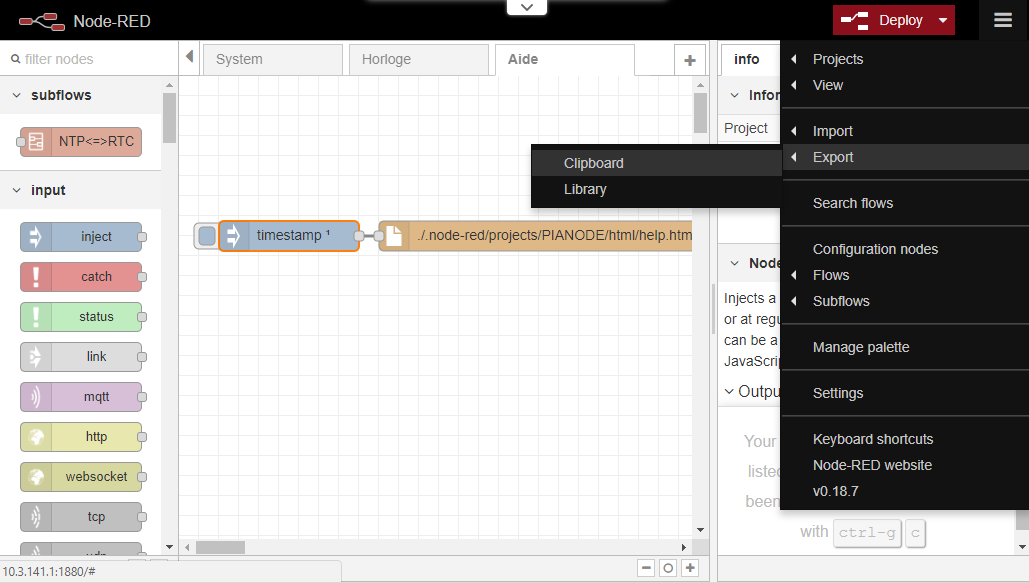 Node-RED
Deploy
filter nodes
System
Horloge
Aide
info
Projects
View
subflows
Infor
Import
Project
NTP<=>RTC
Export
Clipboard
Library
input
Search flows
inject
timestamp ¹
./.node-red/projects/PIANODE/html/help.htm
Configuration nodes
Node
catch
Flows
Injects a
Subflows
status
or at regu
can be a
Manage palette
link
JavaScrip
mqtt
Outpu
Settings
http
Your
Keyboard shortcuts
listed
Node-RED website
websocket
been
v0.18.7
tcp
with ctrl-g c
udp
10.3.141.1:1880/#